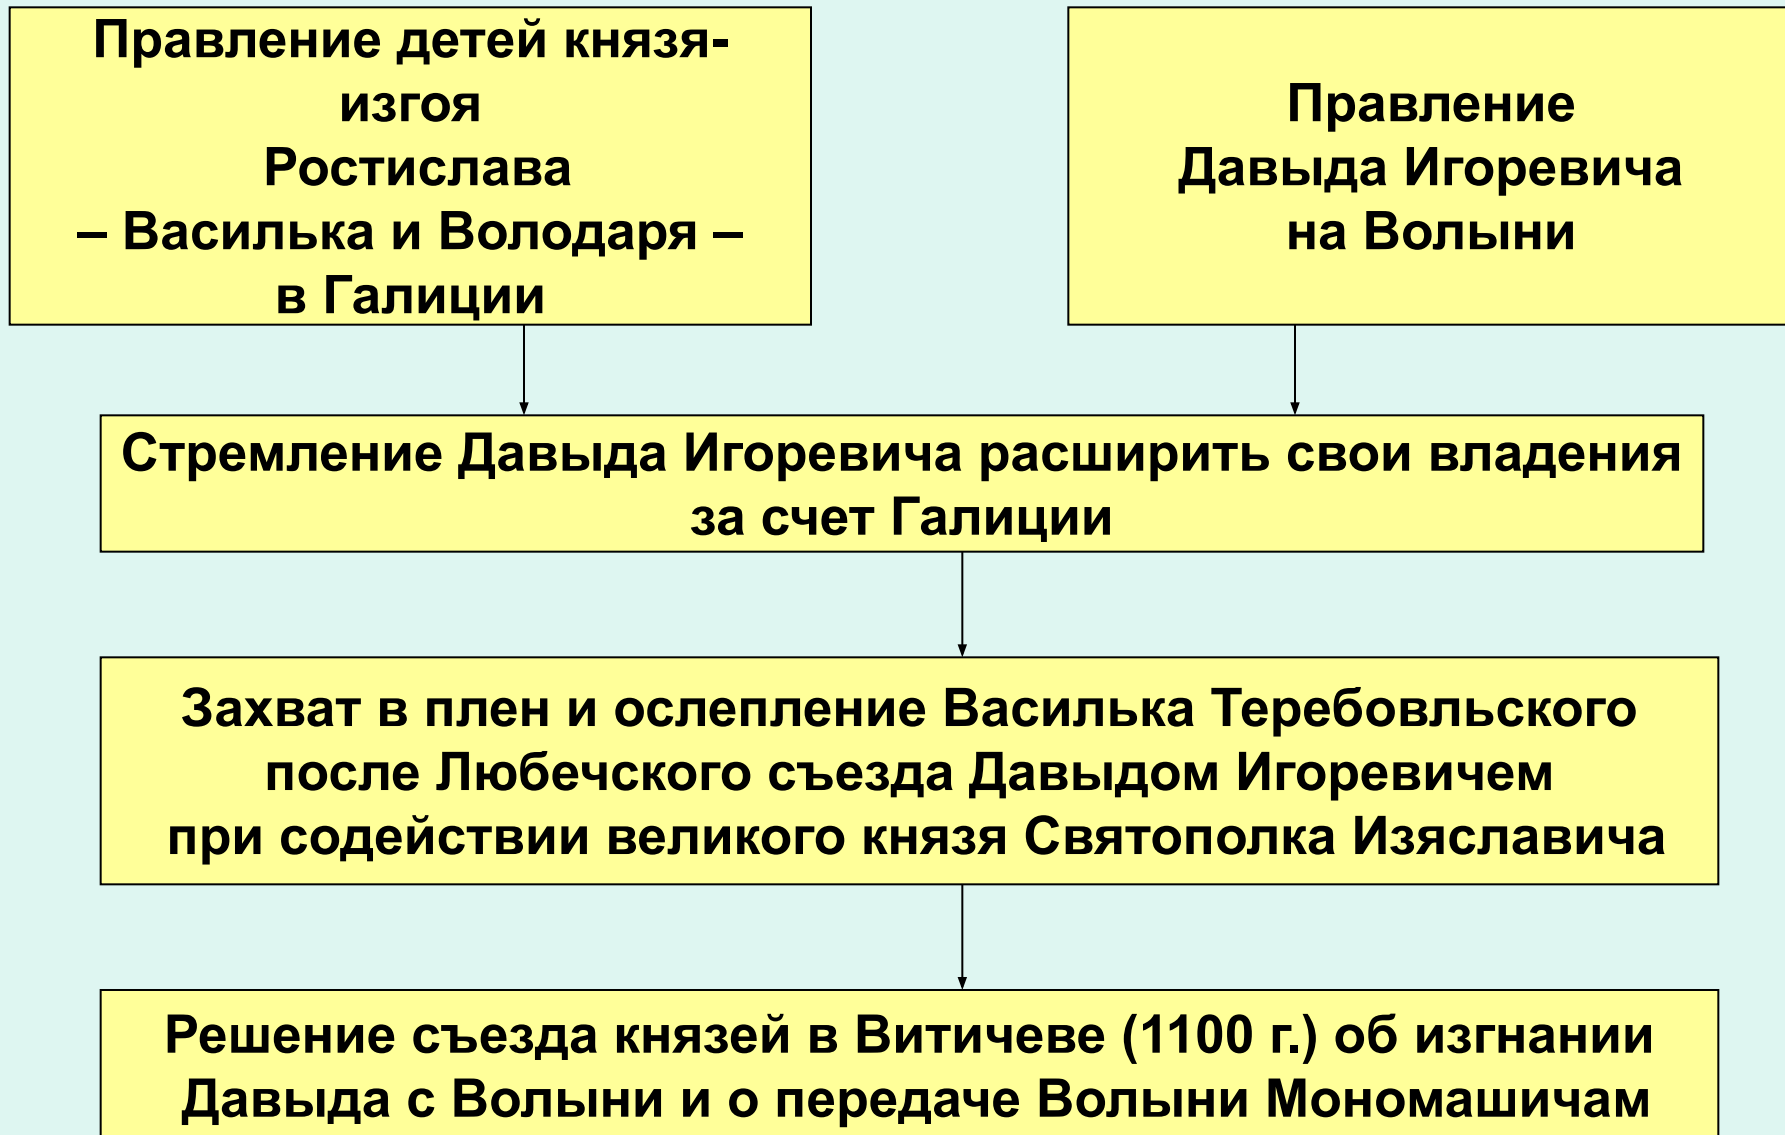 Правление детей князя-
изгоя
Ростислава
– Василька и Володаря –
в Галиции
Правление
Давыда Игоревича
на Волыни
Стремление Давыда Игоревича расширить свои владения
за счет Галиции
Захват в плен и ослепление Василька Теребовльского
после Любечского съезда Давыдом Игоревичем
при содействии великого князя Святополка Изяславича
Решение съезда князей в Витичеве (1100 г.) об изгнании
Давыда с Волыни и о передаче Волыни Мономашичам